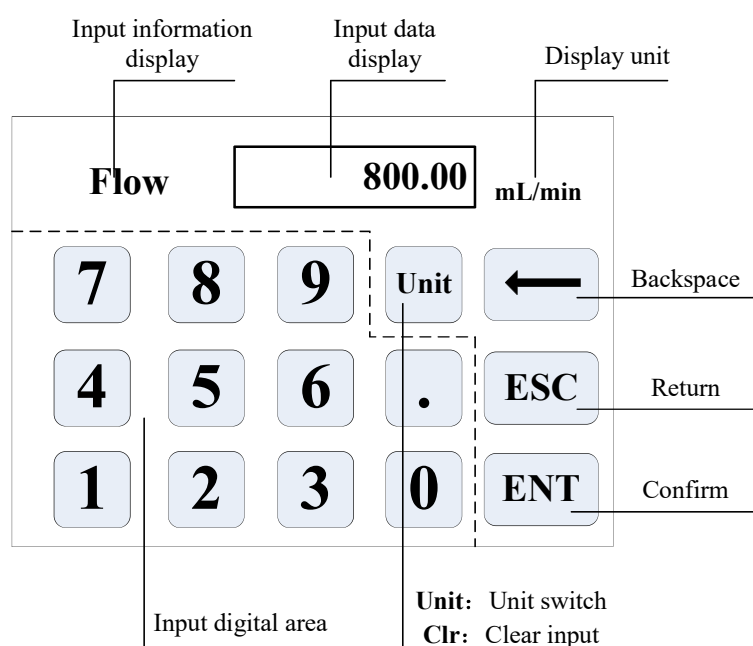 Input information
display
Input data
display
Display unit
Flow
800.00
mL/min
7
8
9
Unit
Backspace
4
5
6
.
ESC
Return
1
2
3
0
ENT
Confirm
Input digital area
Unit： Unit switch
Clr： Clear input